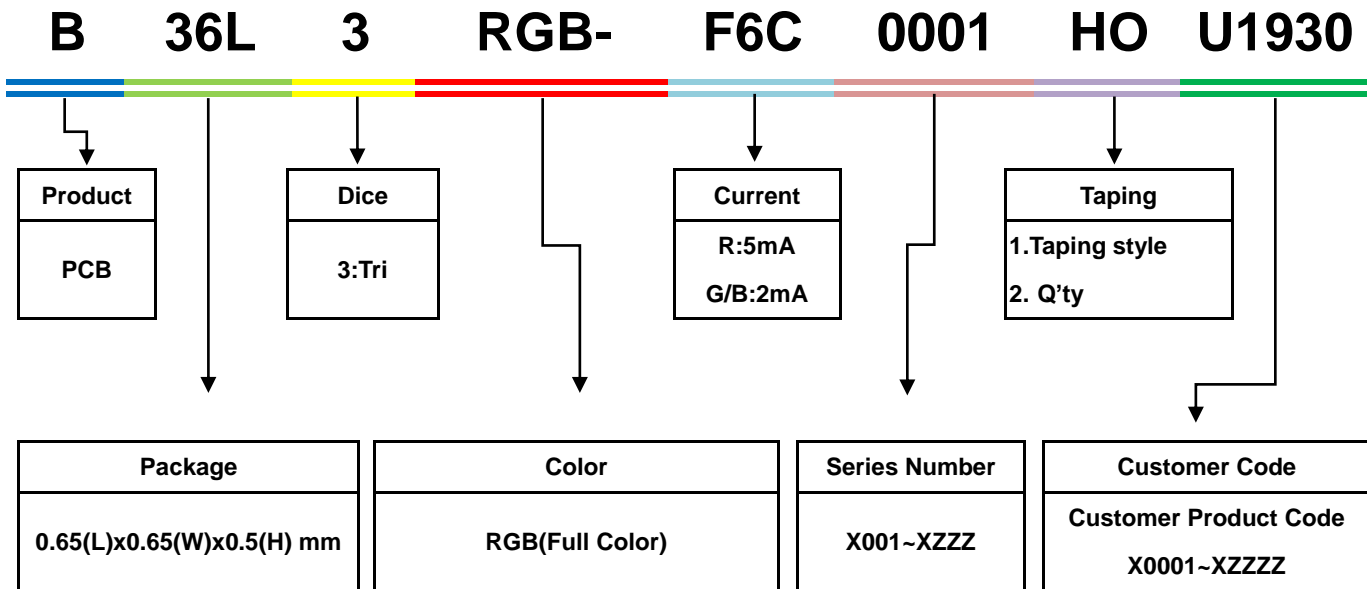 B 36L 3 RGB- F6C 0001 HO U1930
Product
PCB
Dice
3:Tri
Current
R:5mA
G/B:2mA
Taping
1.Taping style
2. Q’ty
Package
0.65(L)x0.65(W)x0.5(H) mm
Color
RGB(Full Color)
Series Number
X001~XZZZ
Customer Code
Customer Product Code
X0001~XZZZZ